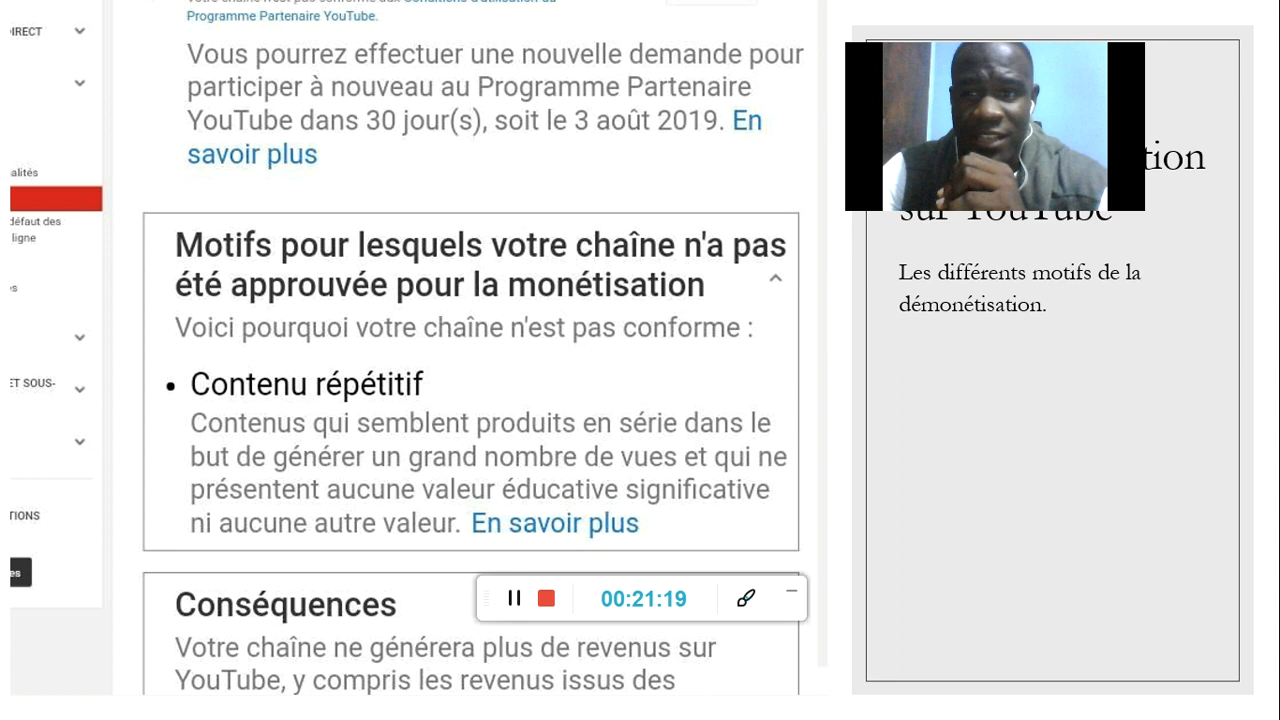 Programme Partenaire YouTube.
Vous pourrez effectuer une nouvelle demande pour
participer à nouveau au Programme Partenaire
YouTube dans 30 jour(s), soit le 3 août 2019. En
savoir plus
Motifs pour lesquels votre chaîne n'a pas
été approuvée pour la monétisation
Voici pourquoi votre chaîne n'est pas conforme :
• Contenu répétitif
Contenus qui semblent produits en série dans le
but de générer un grand nombre de vues et qui ne
présentent aucune valeur éducative significative
ni aucune autre valeur. En savoir plus
Conséquences
Votre chaîne ne générera plus de revenus sur
YouTube, y compris les revenus issus des
00:21:19
IRECT
alités
défaut des
ligne
es
ET SOUS-
TIONS
es
tion
sur YouTube
Les différents motifs de la
démonétisation.